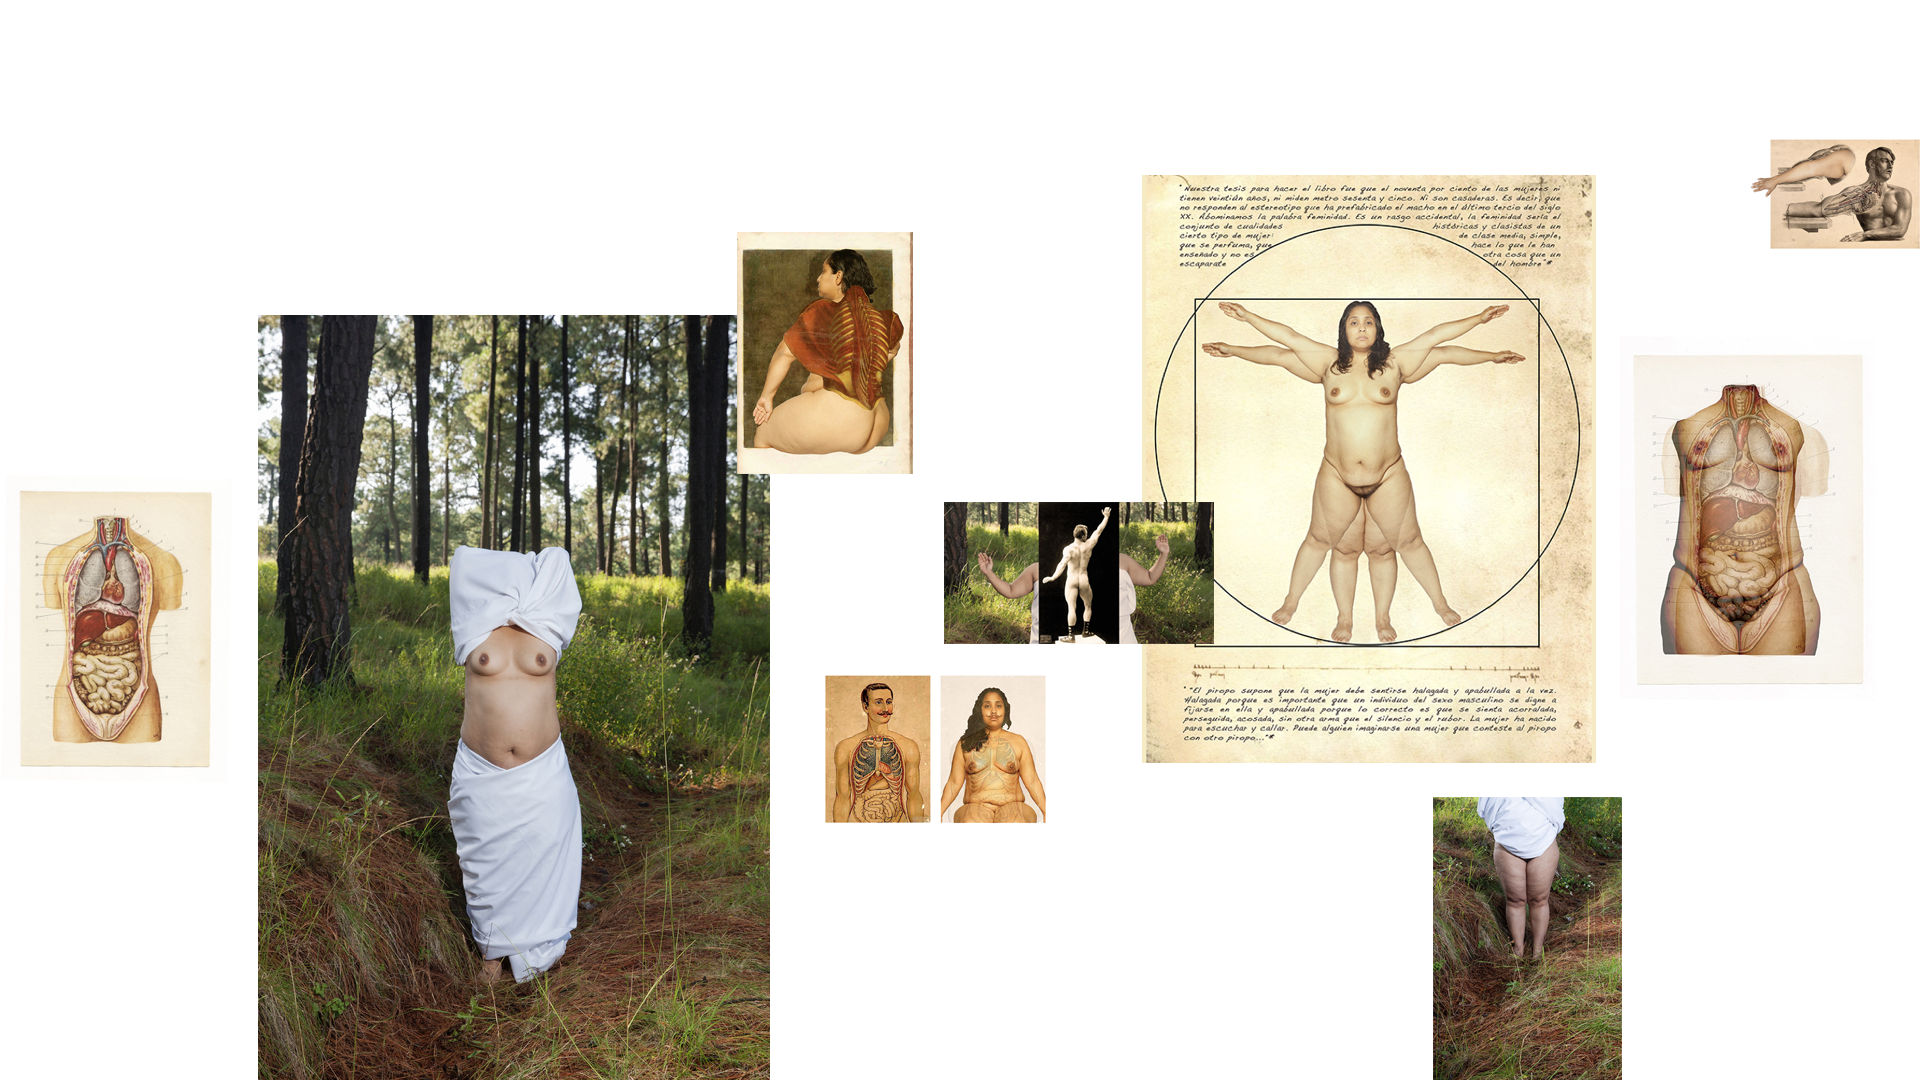 "Nuestra tesis para hacer el libro fue que el noventa por ciento de las mujeres ni
tienen veintiún años, ni miden metro sesenta y cinco. Ni son casaderas. Es decir, que
no responden al estereotipo que ha prefabricado el macho en el último tercio del siglo
XX. Abominamos la palabra feminidad. Es un rasgo accidental, la feminidad sería el
conjunto de cualidades históricas y clasistas de un
cierto tipo de mujer de clase media, simple,
que se perfuma, que hace lo que le han
enseñado y no es otra cosa que un
escaparate del hombre"*
"El piropo supone que la mujer debe sentirse halagada y apabullada a la vez.
Halagada porque es importante que un individuo del sexo masculino se digne a
fijarse en ella y apabullada porque lo correcto es que se sienta acorralada,
perseguida, acosada, sin otra arma que el silencio y el rubor. La mujer ha nacido
para escuchar y callar. Puede alguien imaginarse una mujer que conteste al piropo
con otro piropo..."*